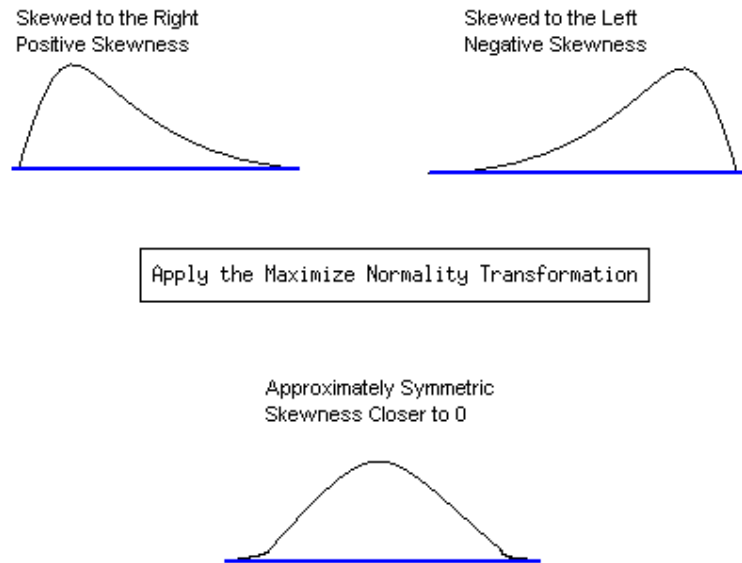 Skewed to the Right
Positive Skewness
Skewed to the Left
Negative Skewness
Apply the Maximize Normality Transformation
Approximately Symmetric
Skewness Closer to 0